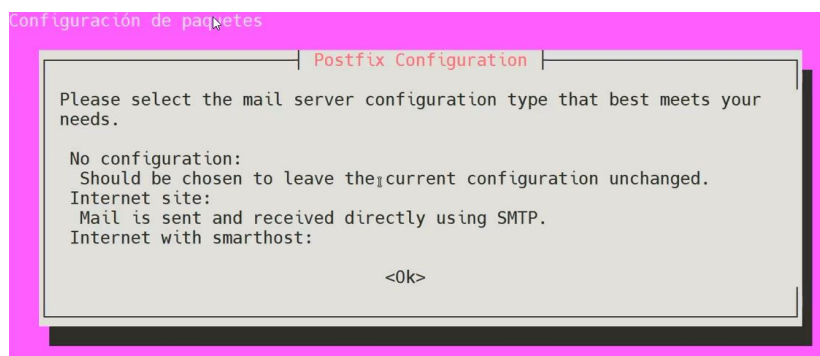 Configuración de paquetes
Postfix Configuration
Please select the mail server configuration type that best meets your
needs.
No configuration:
Should be chosen to leave the current configuration unchanged.
Internet site:
Mail is sent and received directly using SMTP.
Internet with smarthost:
<Ok>